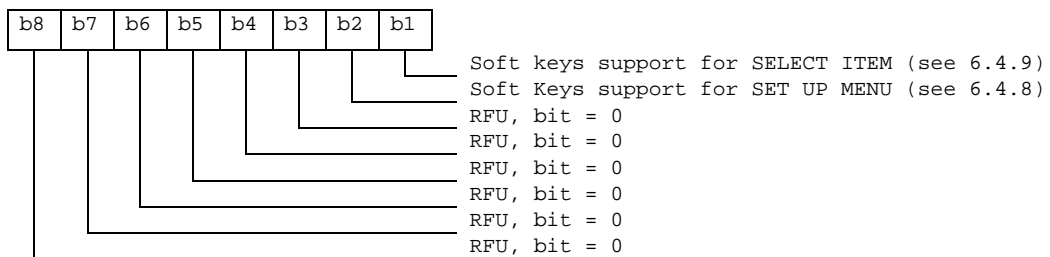 b8 b7 b6 b5 b4 b3 b2 b1
Soft keys support for SELECT ITEM (see 6.4.9)
Soft Keys support for SET UP MENU (see 6.4.8)
RFU, bit = 0
RFU, bit = 0
RFU, bit = 0
RFU, bit = 0
RFU, bit = 0
RFU, bit = 0